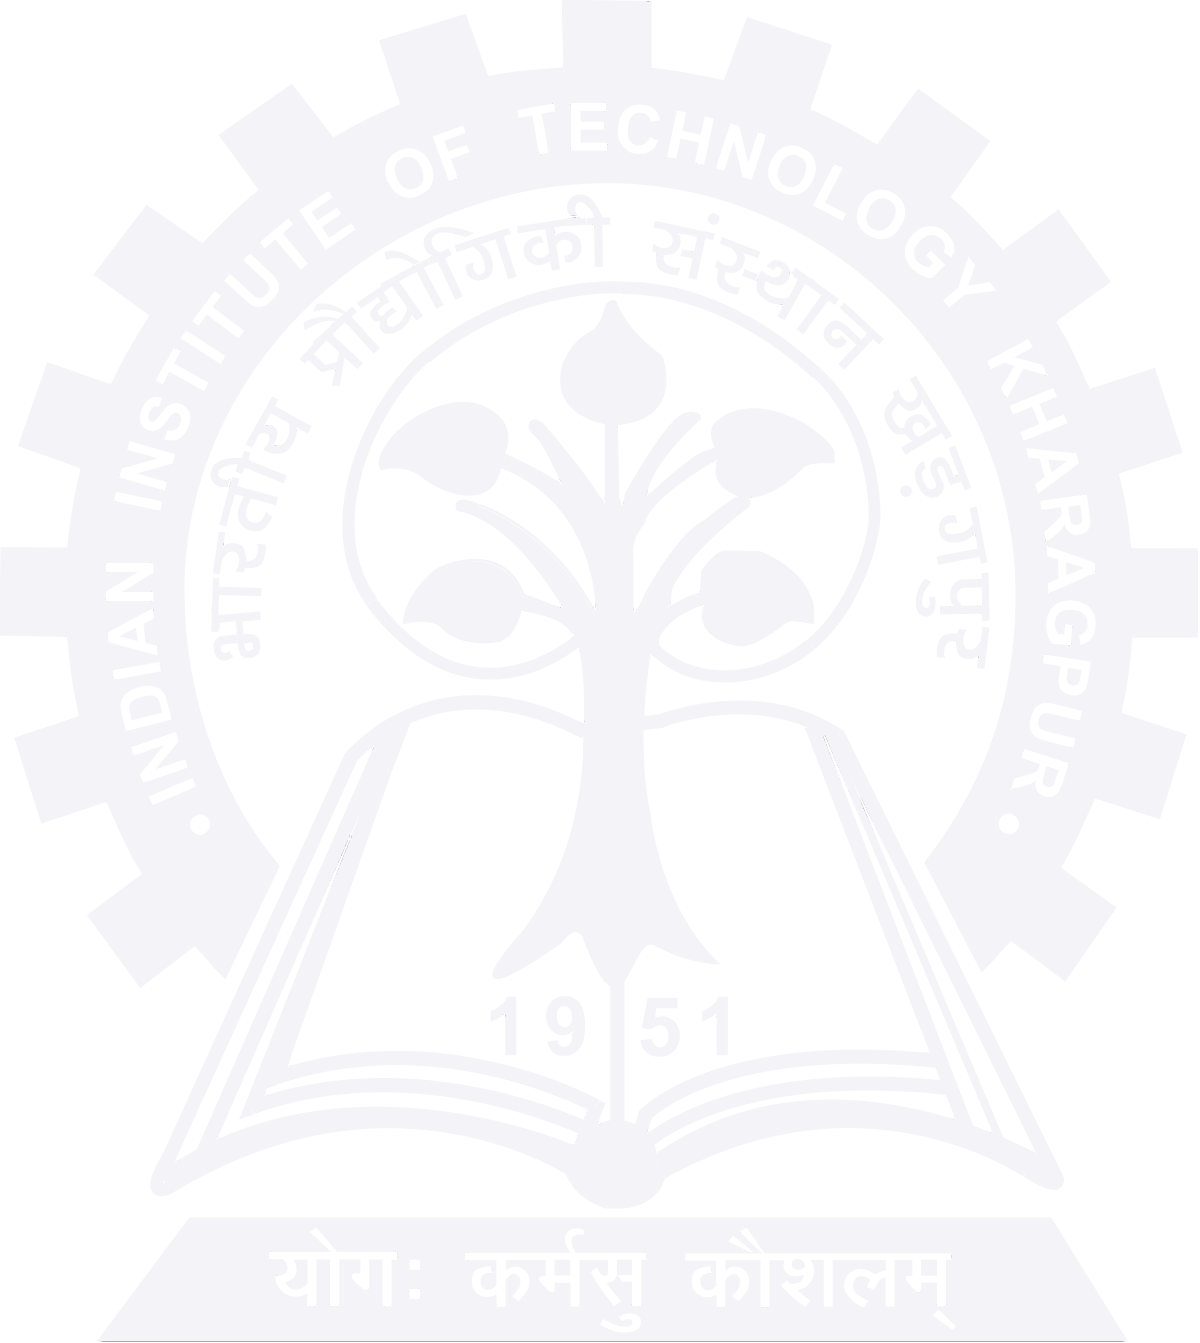 INDIAN INSTITUTE OF TECHNOLOGY KHARAGPUR
भारतीय प्रौद्योगिकी संस्थान खड़गपुर
1951
योगः कर्मसु कौशलम्